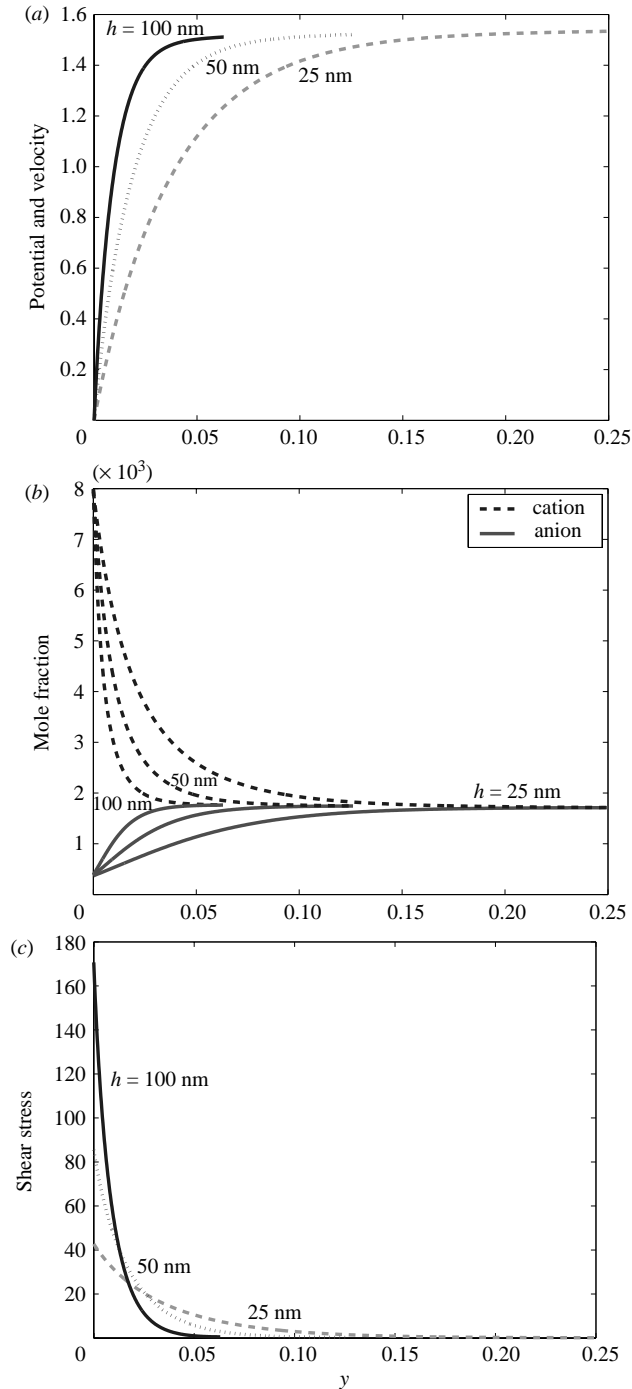 (a)
1.6
1.4
1.2
1.0
0.8
0.6
0.4
0.2
0
0.05
0.10
0.15
0.20
0.25
Potential and velocity
h = 100 nm
50 nm
25 nm
(b)
(× 10³)
8
7
6
5
4
3
2
1
0
0.05
0.10
0.15
0.20
0.25
Mole fraction
cation
anion
50 nm
100 nm
h = 25 nm
(c)
180
160
140
120
100
80
60
40
20
0
0.05
0.10
0.15
0.20
0.25
Shear stress
h = 100 nm
50 nm
25 nm
y